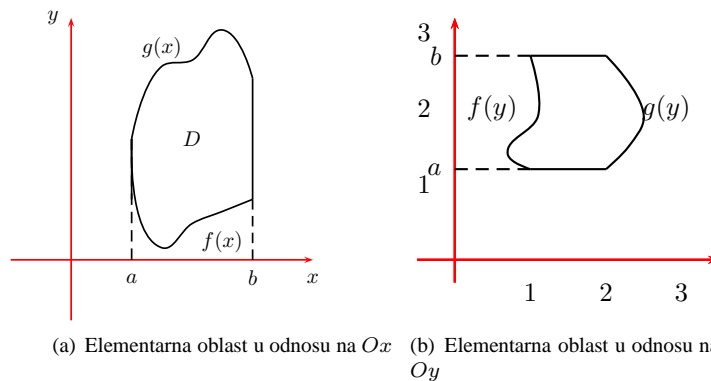 y
g(x)
D
f(x)
a
b
x
3
b
f(y)
2
g(y)
a
1
1
2
3
(a) Elementarna oblast u odnosu na Ox
(b) Elementarna oblast u odnosu na
Oy